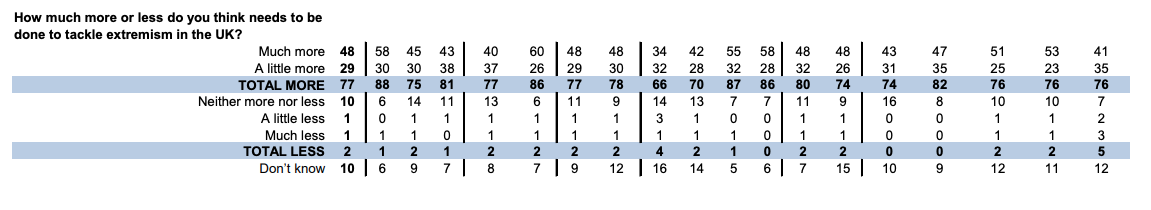 How much more or less do you think needs to be
done to tackle extremism in the UK?
Much more 48 58 45 43 40 60 48 48 34 42 55 58 48 48 43 47 51 53 41
A little more 29 30 30 38 37 26 29 30 32 28 32 28 32 26 31 35 25 23 35
TOTAL MORE 77 88 75 81 77 86 77 78 66 70 87 86 80 74 74 82 76 76 76
Neither more nor less 10 6 14 11 13 6 11 9 14 13 7 7 11 9 16 8 10 10 7
A little less 1 0 1 1 1 1 1 1 3 1 0 0 1 1 0 0 1 1 2
Much less 1 1 1 0 1 1 1 1 1 1 1 0 1 1 0 0 1 1 3
TOTAL LESS 2 1 2 1 2 2 2 2 4 2 1 0 2 2 0 0 2 2 5
Don't know 10 6 9 7 8 7 9 12 16 14 5 6 7 15 10 9 12 11 12